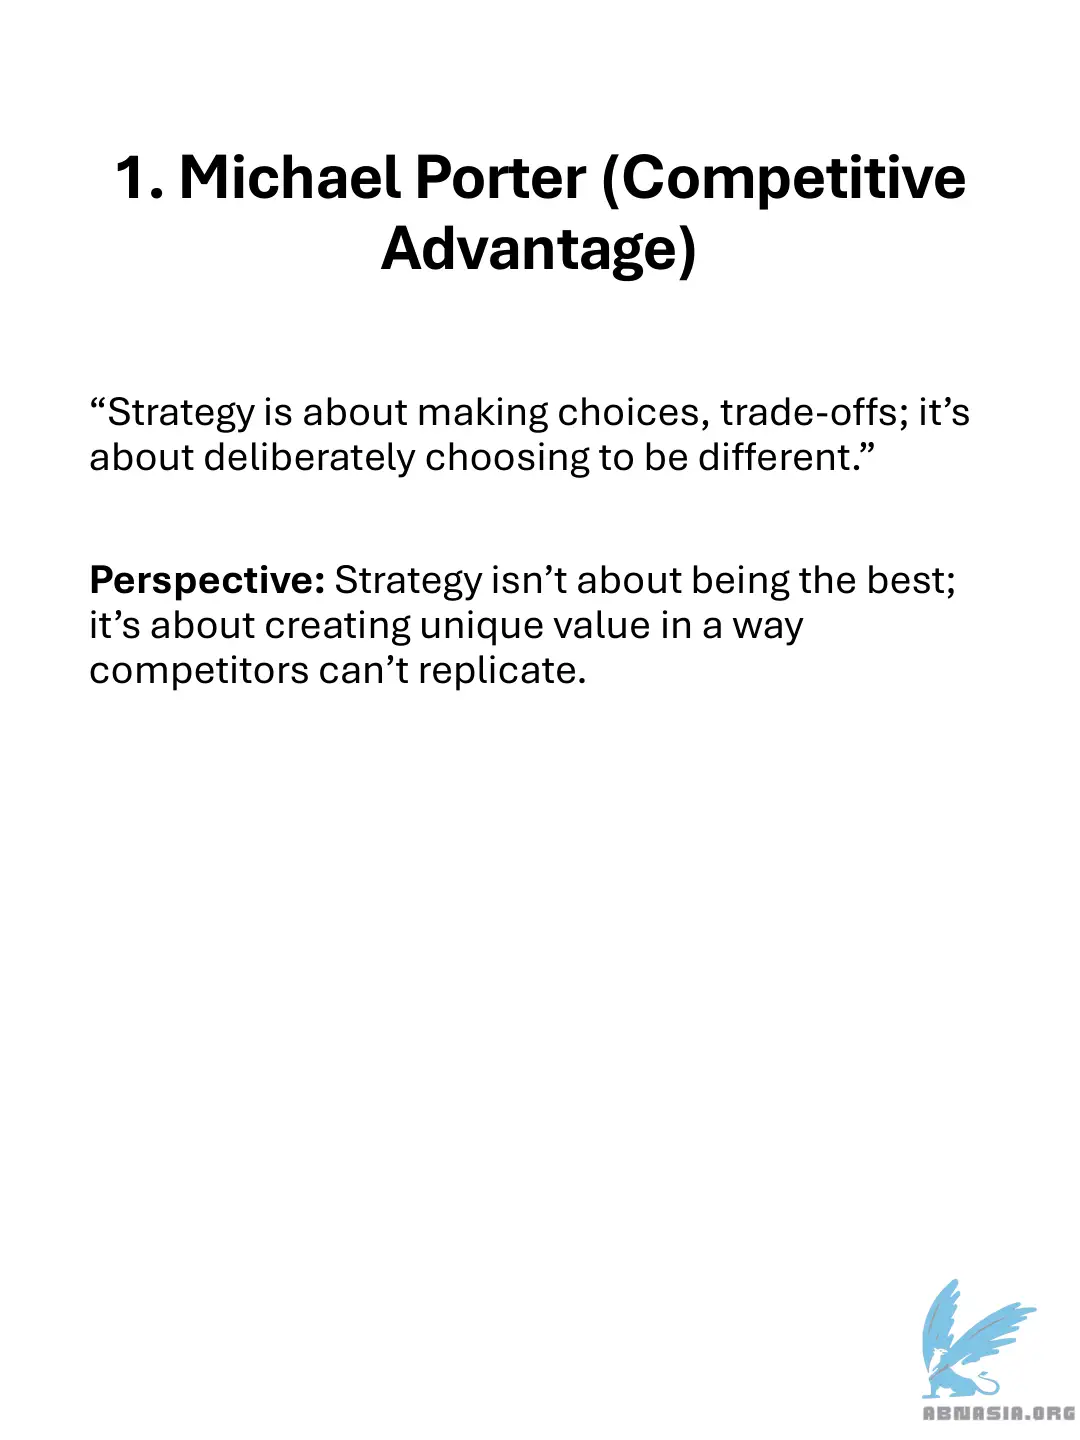 1. Michael Porter (Competitive
Advantage)
“Strategy is about making choices, trade-offs; it’s
about deliberately choosing to be different.”
Perspective: Strategy isn’t about being the best;
it’s about creating unique value in a way
competitors can’t replicate.
ABNASIA.ORG